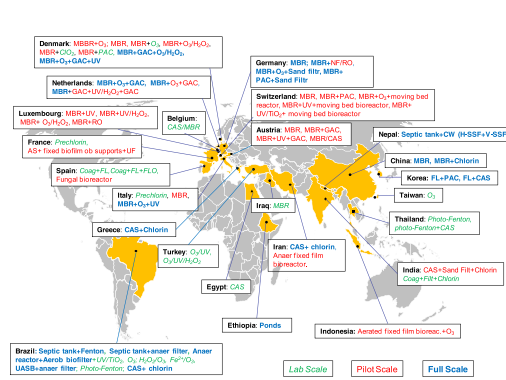 Denmark: MBBR+O₃; MBR, MBR+O₃, MBR+O₃/H₂O₂,
MBR+ClO₂, MBR+PAC, MBR+GAC+O₃/H₂O₂,
MBR+O₃+GAC+UV
Germany: MBR; MBR+NF/RO,
MBR+O₃+Sand filtr, MBR+
PAC+Sand Filtr
Netherlands: MBR+O₃+GAC, MBR+O₃+GAR,
MBR+GAC+UV/H₂O₂+GAC
Switzerland: MBR, MBR+PAC, MBR+O₃+moving bed
reactor, MBR+UV+moving bed bioreactor, MBR+
UV/TiO₂+ moving bed bioreactor
Luxembourg: MBR+UV, MBR+UV/H₂O₂,
MBR+ O₃/H₂O₂, MBR+RO
Belgium:
CAS/MBR
Austria: MBR, MBR+GAC,
MBR+UV+GAC, MBR/CAS
Nepal: Septic tank+CW (H-SSF+V-SSF
France: Prechlorin,
AS+ fixed biofilm ob supports+UF
China: MBR, MBR+Chlorin
Spain: Coag+FL,Coag+FL+FLO,
Fungal bioreactor
Korea: FL+PAC, FL+CAS
Italy: Prechlorin, MBR,
MBR+O₃+UV
Iraq: MBR
Taiwan: O₃
Thailand: Photo-Fenton,
photo-Fenton+CAS
Greece: CAS+Chlorin
Turkey: O₃/UV,
O₃/UV/H₂O₂
Iran: CAS+ chlorin,
Anaer fixed film
bioreactor,
India: CAS+Sand Filt+Chlorin
Coag+Filt+Chlorin
Egypt: CAS
Ethiopia: Ponds
Indonesia: Aerated fixed film bioreac.+O₃
Brazil: Septic tank+Fenton, Septic tank+anaer filter, Anaer
reactor+Aerob biofilter+UV/TiO₂, O₃; H₂O₂/O₃, Fe²⁺/O₃,
UASB+anaer filter; Photo-Fenton; CAS+ chlorin
Lab Scale
Pilot Scale
Full Scale